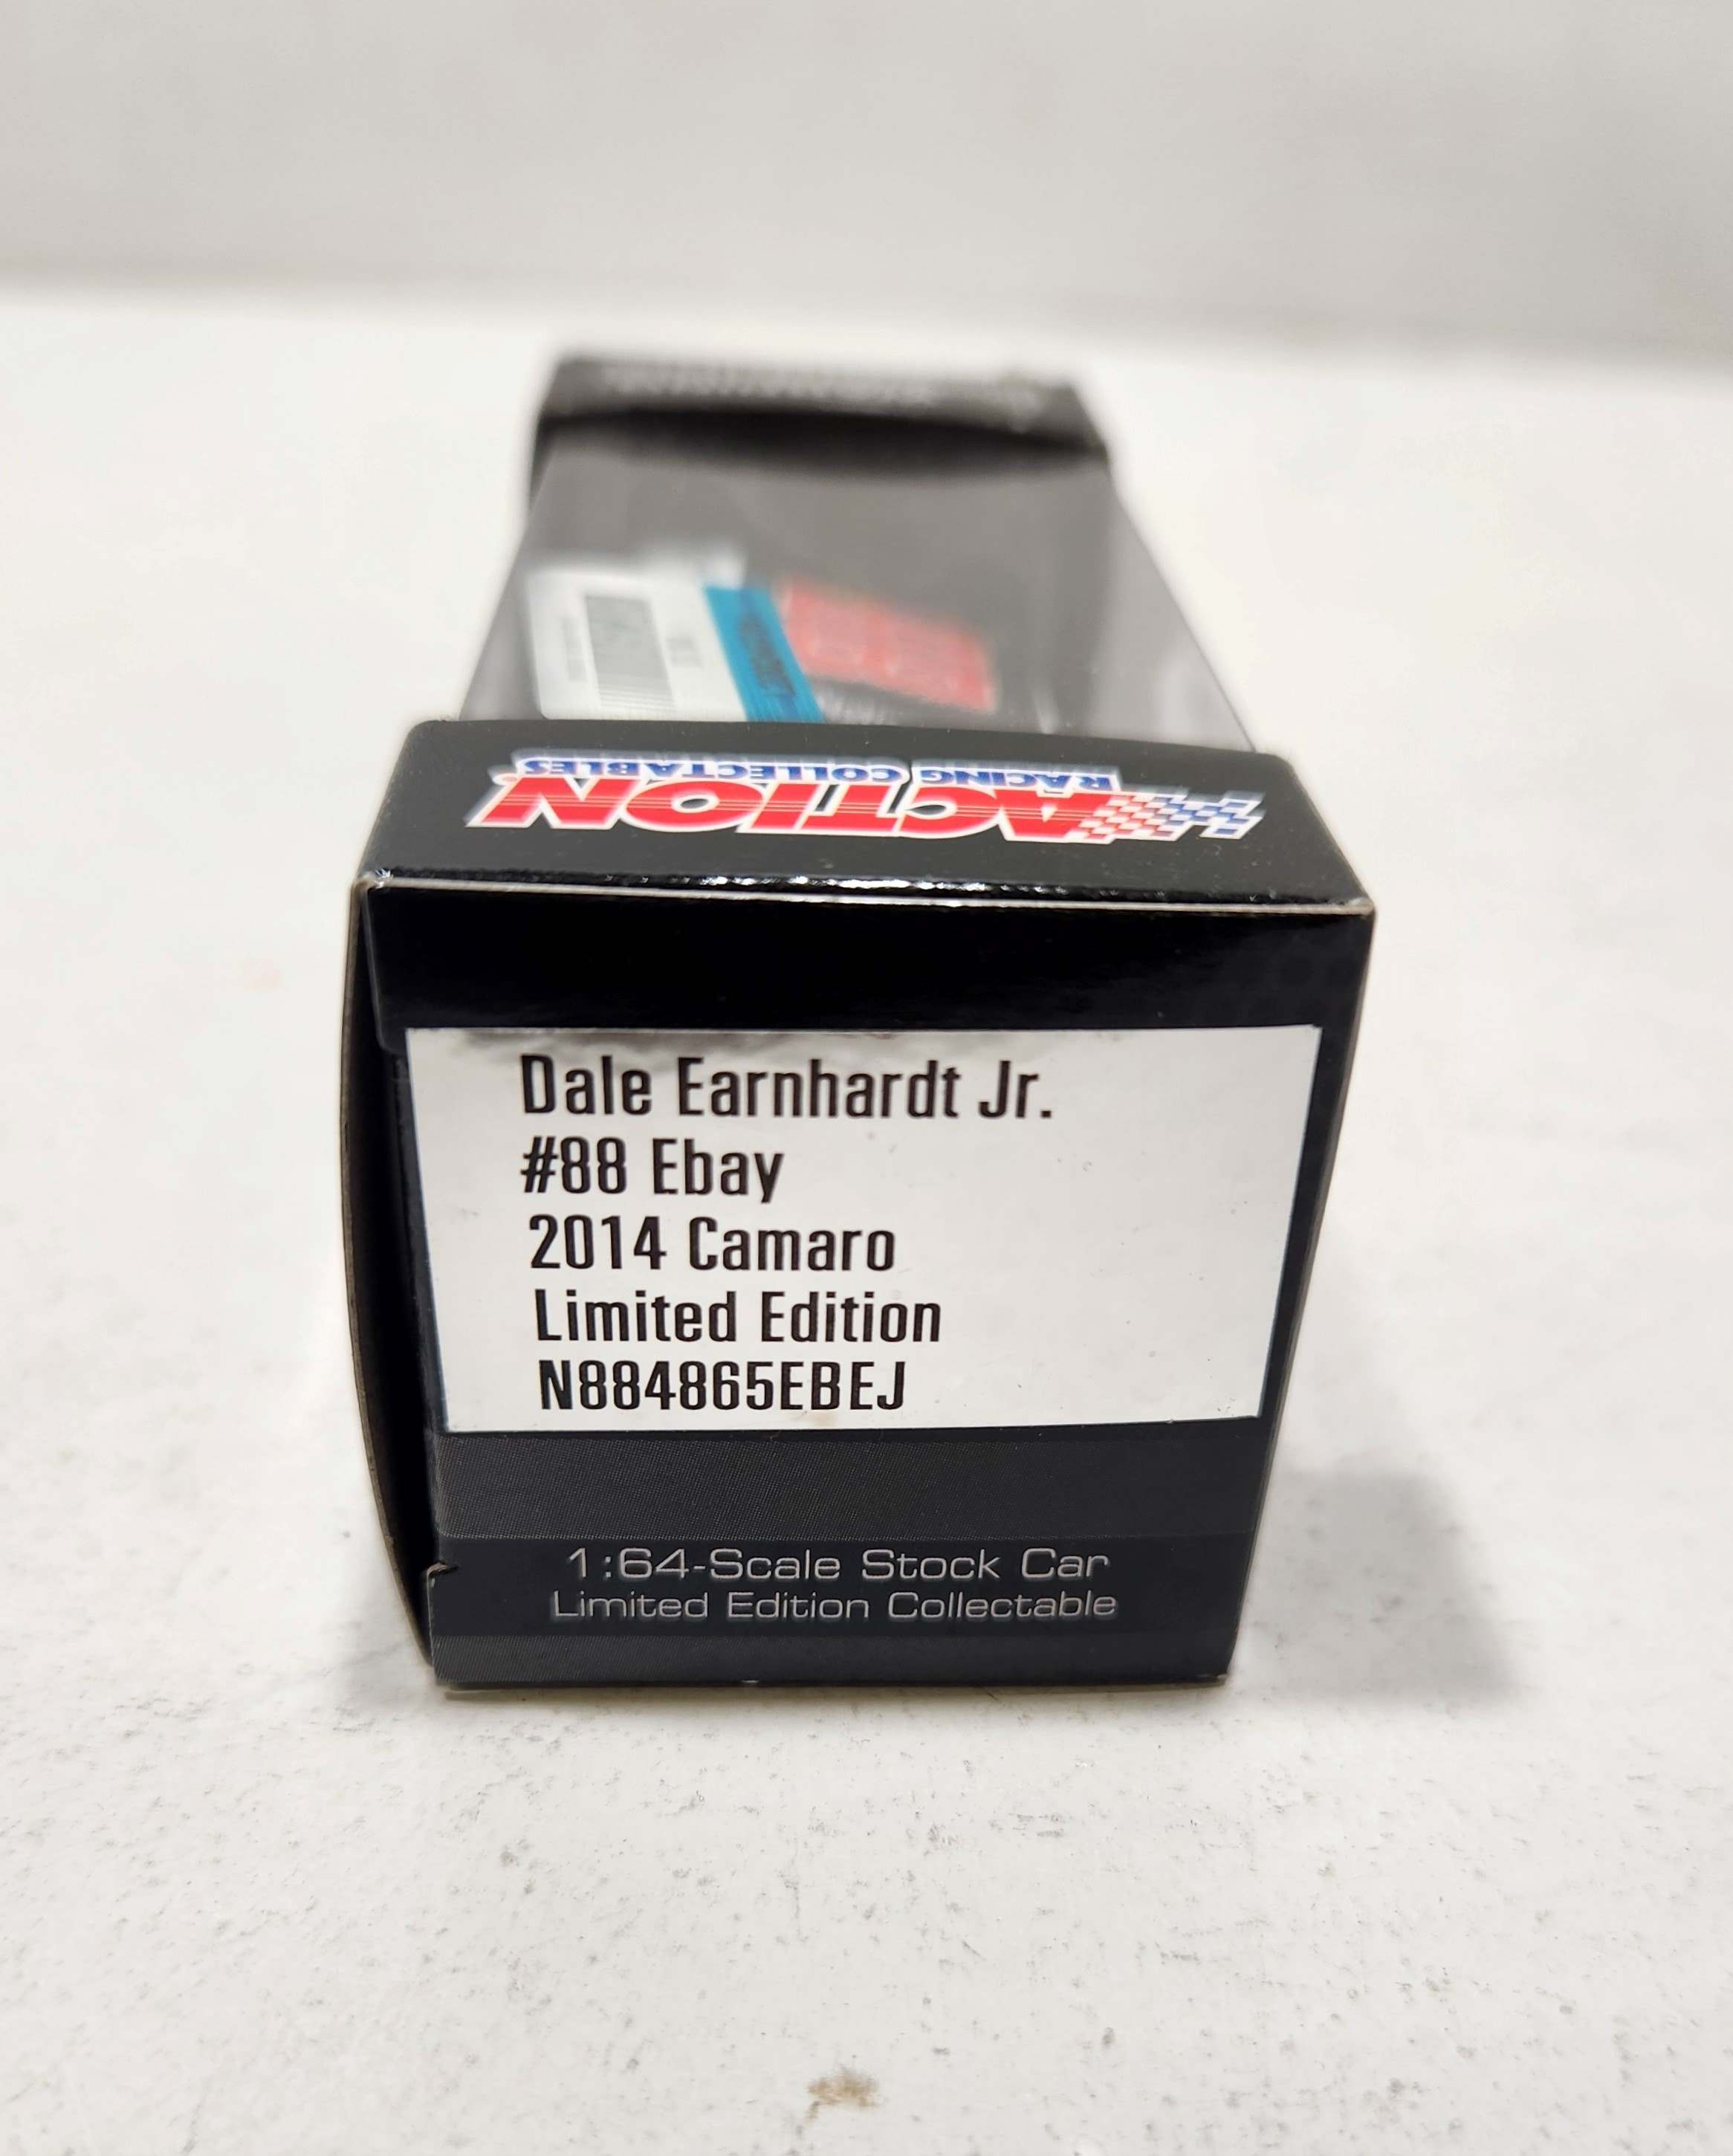 ACTION
RACING COLLECTABLES
Dale Earnhardt Jr.
#88 Ebay
2014 Camaro
Limited Edition
N884865EBEJ
1:64-Scale Stock Car
Limited Edition Collectable